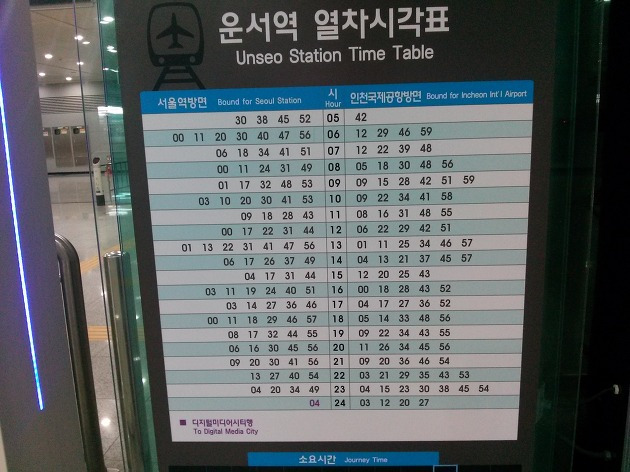 운서역 열차시각표
Unseo Station Time Table
서울역방면 Bound for Seoul Station 시 Hour 인천국제공항방면 Bound for Incheon Int'l Airport
30 38 45 52 05 42
00 11 20 30 40 47 56 06 12 29 46 59
06 18 34 41 51 07 12 22 39 48
00 11 24 31 49 08 05 18 30 48 56
01 17 32 48 53 09 09 15 28 42 51 59
03 10 20 30 41 53 10 09 22 34 41 58
09 18 28 43 11 08 16 31 48 55
00 17 22 31 44 12 06 22 29 42 51
01 13 22 31 41 47 56 13 01 11 25 34 46 57
06 17 26 37 49 14 04 13 21 37 45 57
04 17 31 44 15 12 20 25 43
03 11 19 24 40 51 16 00 18 28 43 52
03 14 27 36 46 17 04 17 27 36 52
00 11 18 29 46 57 18 05 14 33 48 56
08 17 32 44 55 19 09 22 34 43 55
06 16 30 45 56 20 11 26 34 45 56
09 20 30 41 56 21 09 20 36 46 54
13 27 40 54 22 03 21 29 35 43 53
04 20 34 49 23 04 15 23 30 38 45 54
04 24 03 12 20 27
■ 디지털미디어시티행
To Digital Media City
소요시간 Journey Time